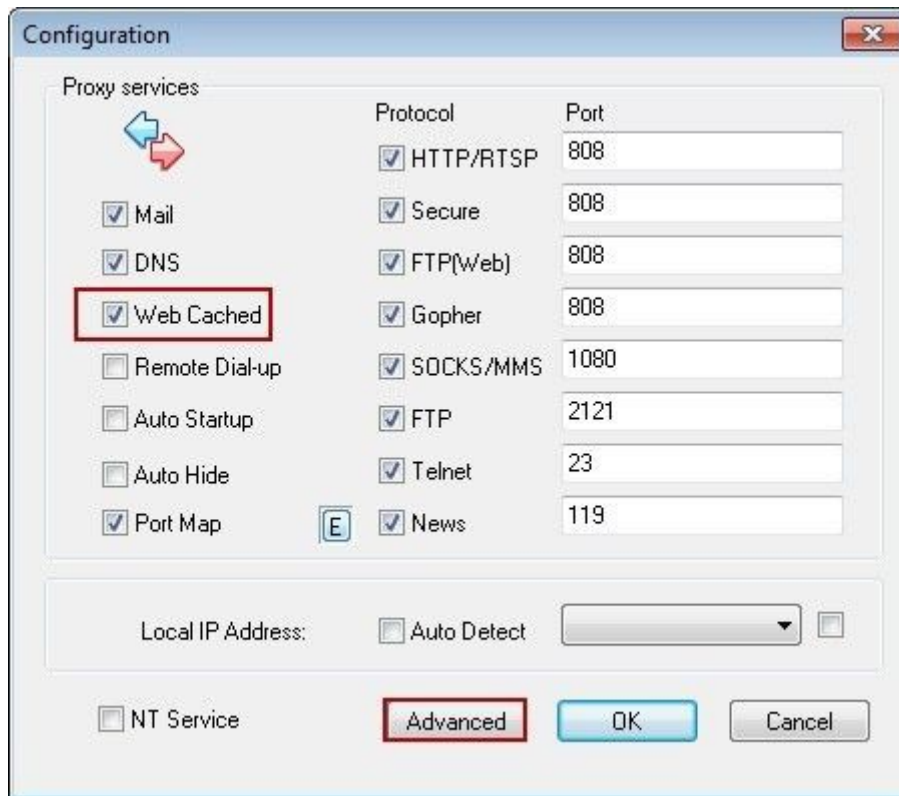 Configuration
Proxy services
Protocol Port
HTTP/RTSP 808
Mail Secure 808
DNS FTP(Web) 808
Web Cached Gopher 808
Remote Dial-up SOCKS/MMS 1080
Auto Startup FTP 2121
Auto Hide Telnet 23
Port Map E News 119
Local IP Address: Auto Detect
NT Service Advanced OK Cancel